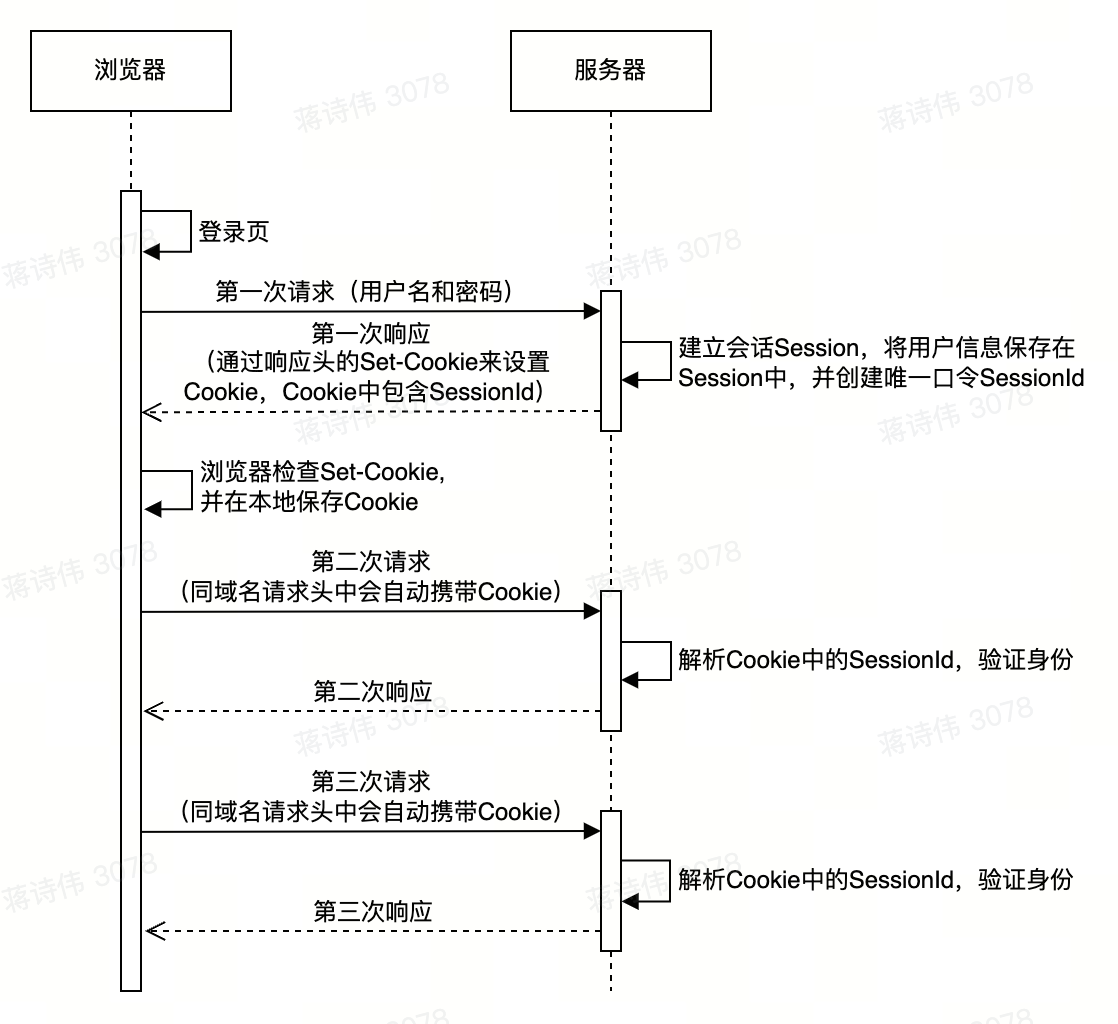 浏览器
服务器
登录页
第一次请求（用户名和密码）
第一次响应
（通过响应头的Set-Cookie来设置
Cookie，Cookie中包含SessionId）
建立会话Session，将用户信息保存在
Session中，并创建唯一口令SessionId
浏览器检查Set-Cookie,
并在本地保存Cookie
第二次请求
（同域名请求头中会自动携带Cookie）
解析Cookie中的SessionId，验证身份
第二次响应
第三次请求
（同域名请求头中会自动携带Cookie）
解析Cookie中的SessionId，验证身份
第三次响应
蒋诗伟 3078
蒋诗伟 3078
蒋诗伟 3078
蒋诗伟 3078
蒋诗伟 3078
蒋诗伟 3078
蒋诗伟 3078
蒋诗伟 3078
蒋诗伟 3078
蒋诗伟 3078
蒋诗伟 3078
蒋诗伟 3078